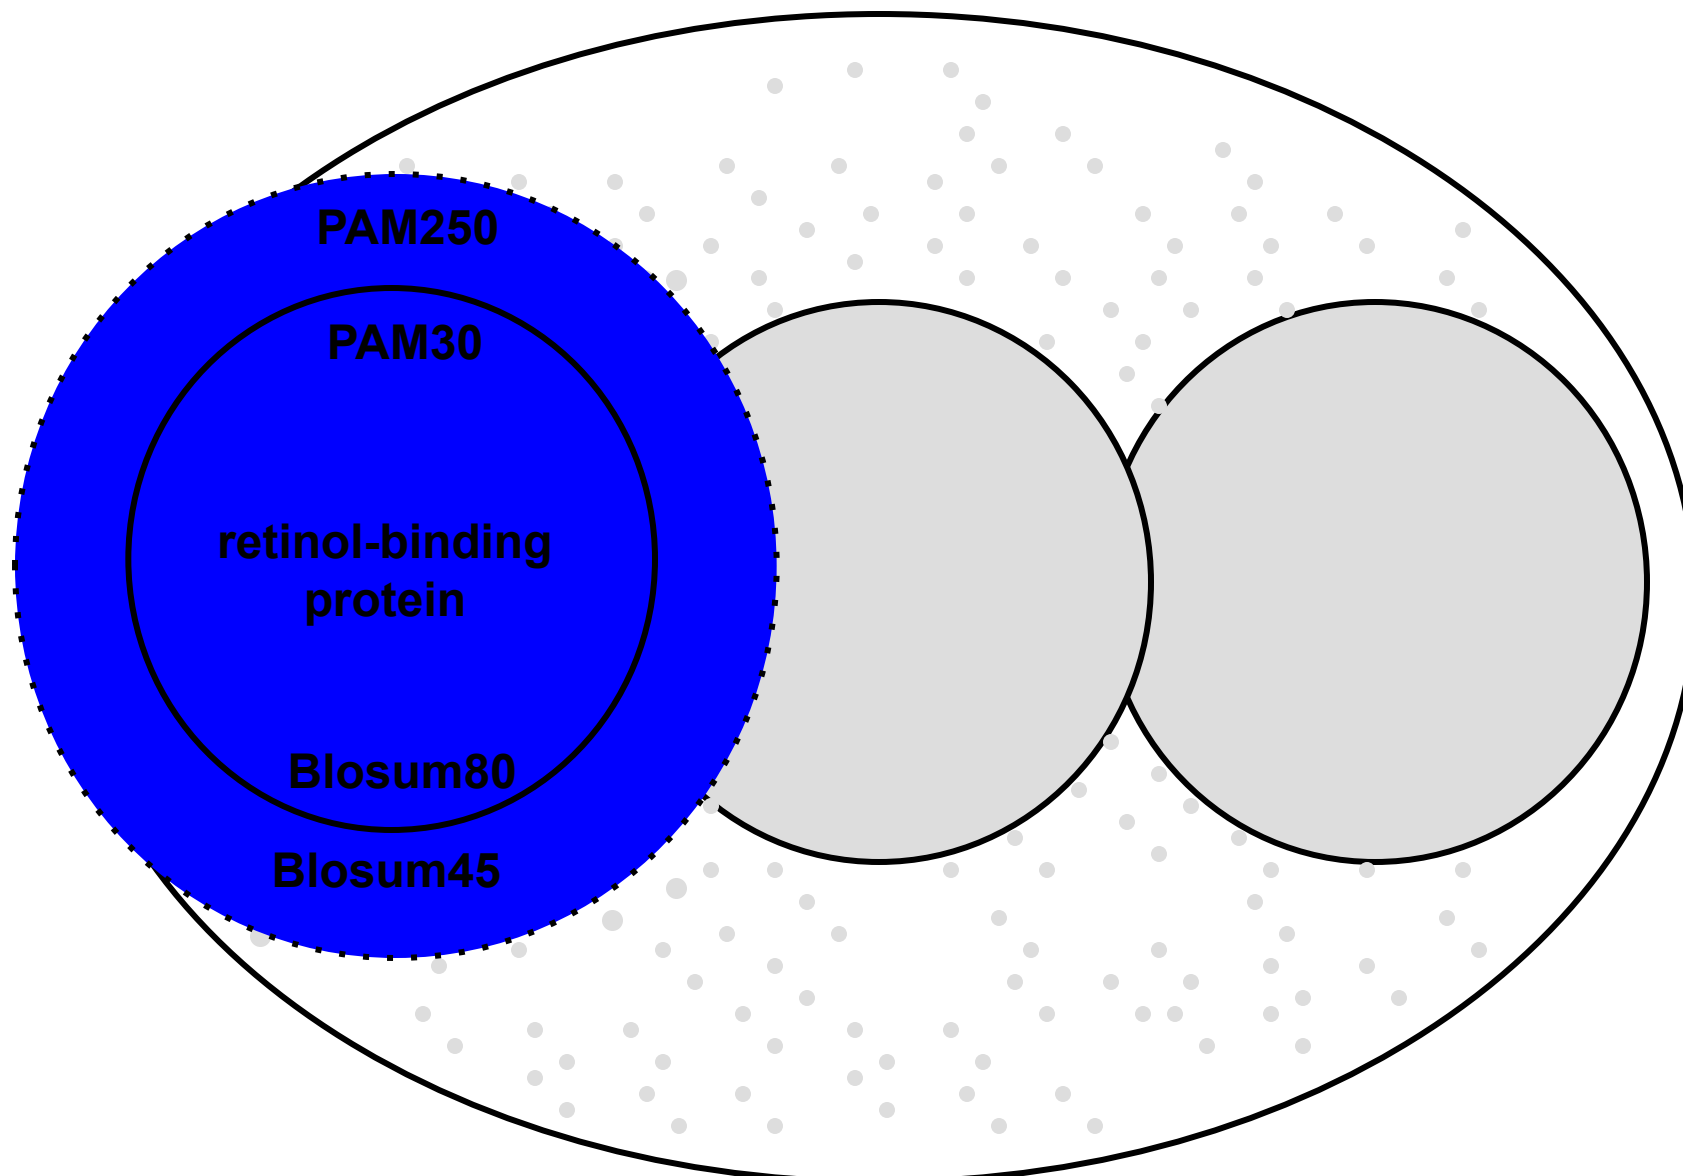 PAM250
PAM30
retinol-binding
protein
Blosum80
Blosum45